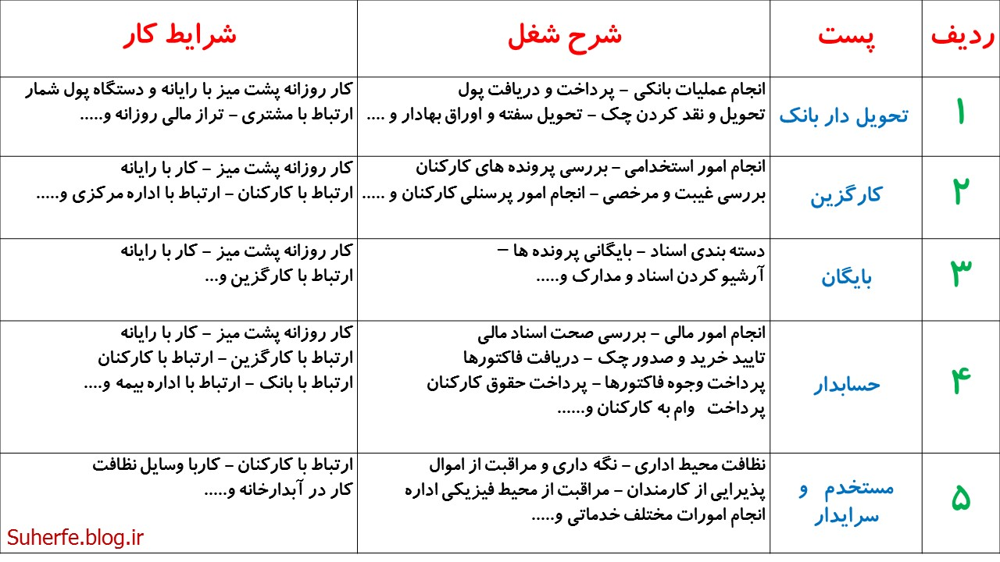 ردیف پست شرح شغل شرایط کار
۱
تحویل دار بانک
انجام عملیات بانکی – پرداخت و دریافت پول
تحویل و نقد کردن چک – تحویل سفته و اوراق بهادار و ....
کار روزانه پشت میز با رایانه و دستگاه پول شمار
ارتباط با مشتری – تراز مالی روزانه و.....
۲
کارگزین
انجام امور استخدامی – بررسی پرونده های کارکنان
بررسی غیبت و مرخصی – انجام امور پرسنلی کارکنان و .....
کار روزانه پشت میز – کار با رایانه
ارتباط با کارکنان – ارتباط با اداره مرکزی و.....
۳
بایگان
دسته بندی اسناد – بایگانی پرونده ها –
آرشیو کردن اسناد و مدارک و.....
کار روزانه پشت میز – کار با رایانه
ارتباط با کارگزین و...
۴
حسابدار
انجام امور مالی – بررسی صحت اسناد مالی
تایید خرید و صدور چک – دریافت فاکتورها
پرداخت وجوه فاکتورها – پرداخت حقوق کارکنان
پرداخت وام به کارکنان و......
کار روزانه پشت میز – کار با رایانه
ارتباط با کارگزین – ارتباط با کارکنان
ارتباط با بانک – ارتباط با اداره بیمه و....
۵
مستخدم و
سرایدار
نظافت محیط اداری – نگه داری و مراقبت از اموال
پذیرایی از کارمندان – مراقبت از محیط فیزیکی اداره
انجام امورات مختلف خدماتی و.....
ارتباط با کارکنان – کاربا وسایل نظافت
کار در آبدارخانه و.....
Suherfe.blog.ir